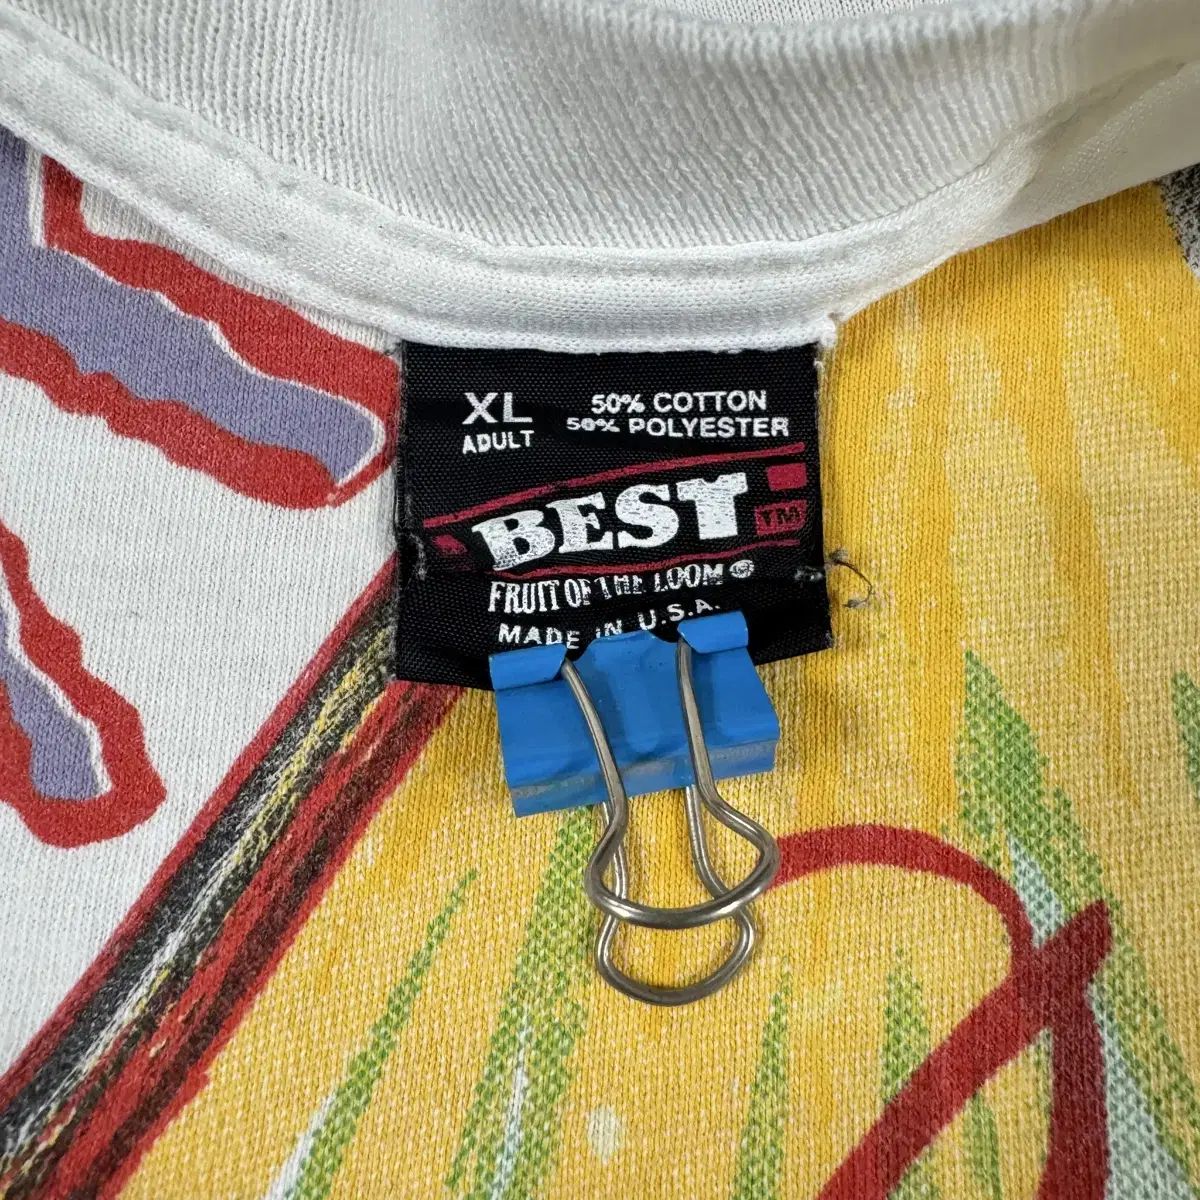 XL
ADULT
50% COTTON
50% POLYESTER
BEST
TM
FRUIT OF THE LOOM ®
MADE IN U.S.A.